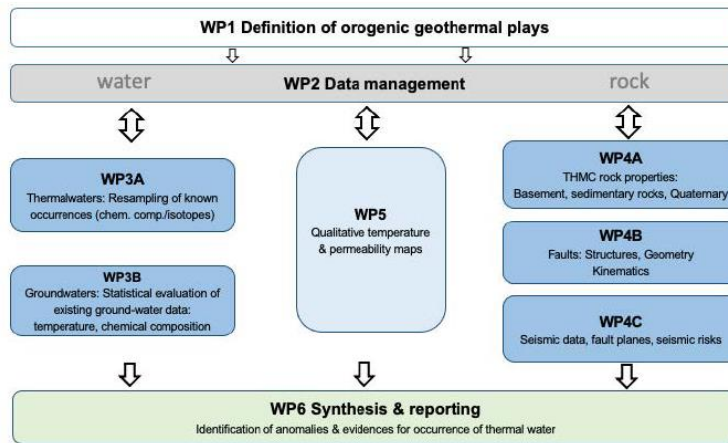 WP1 Definition of orogenic geothermal plays
water
WP2 Data management
rock
WP3A
Thermalwaters: Resampling of known
occurrences (chem. comp./isotopes)
WP3B
Groundwaters: Statistical evaluation of
existing ground-water data:
temperature, chemical composition
WP5
Qualitative temperature
& permeability maps
WP4A
THMC rock properties:
Basement, sedimentary rocks, Quaternary
WP4B
Faults: Structures, Geometry
Kinematics
WP4C
Seismic data, fault planes, seismic risks
WP6 Synthesis & reporting
Identification of anomalies & evidences for occurrence of thermal water